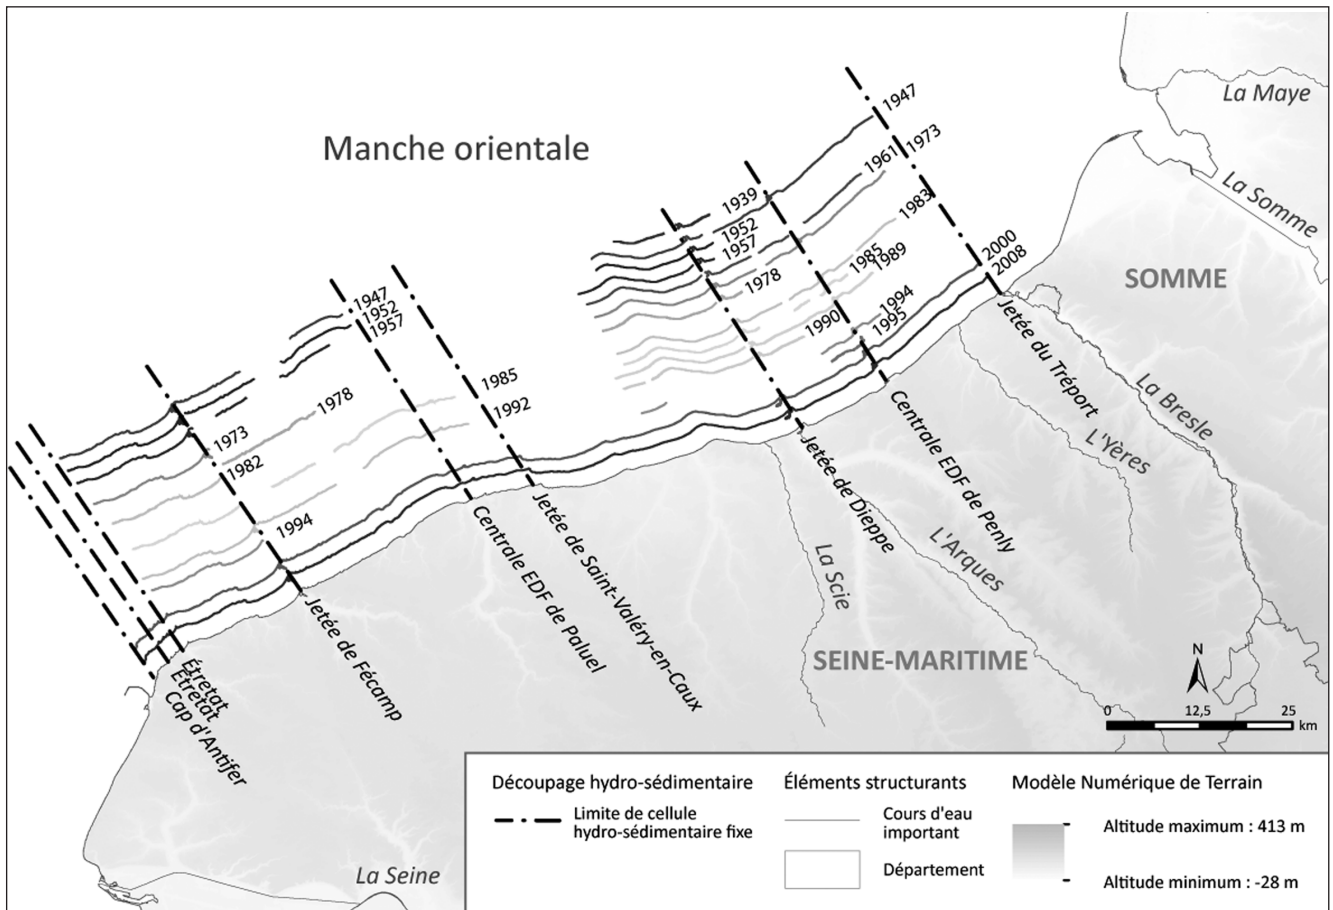 La Maye
1947
Manche orientale
1961
1973
La Somme
1939
1983
1952
1957
2000
1985
1989
2008
SOMME
1978
1947
1952
1957
1994
1990
1995
Jetée du Tréport
La Bresle
1985
1978
1992
Centrale EDF de Penly
L'Yères
1973
1982
Jetée de Dieppe
Jetée de Saint-Valéry-en-Caux
Centrale EDF de Paluel
1994
L'Arques
La Scie
Jetée de Fécamp
SEINE-MARITIME
Étretat
Étretat
Cap d'Antifer
N
0 12,5 25
km
Découpage hydro-sédimentaire
Limite de cellule
hydro-sédimentaire fixe
Éléments structurants
Cours d'eau
important
Département
Modèle Numérique de Terrain
Altitude maximum : 413 m
Altitude minimum : -28 m
La Seine